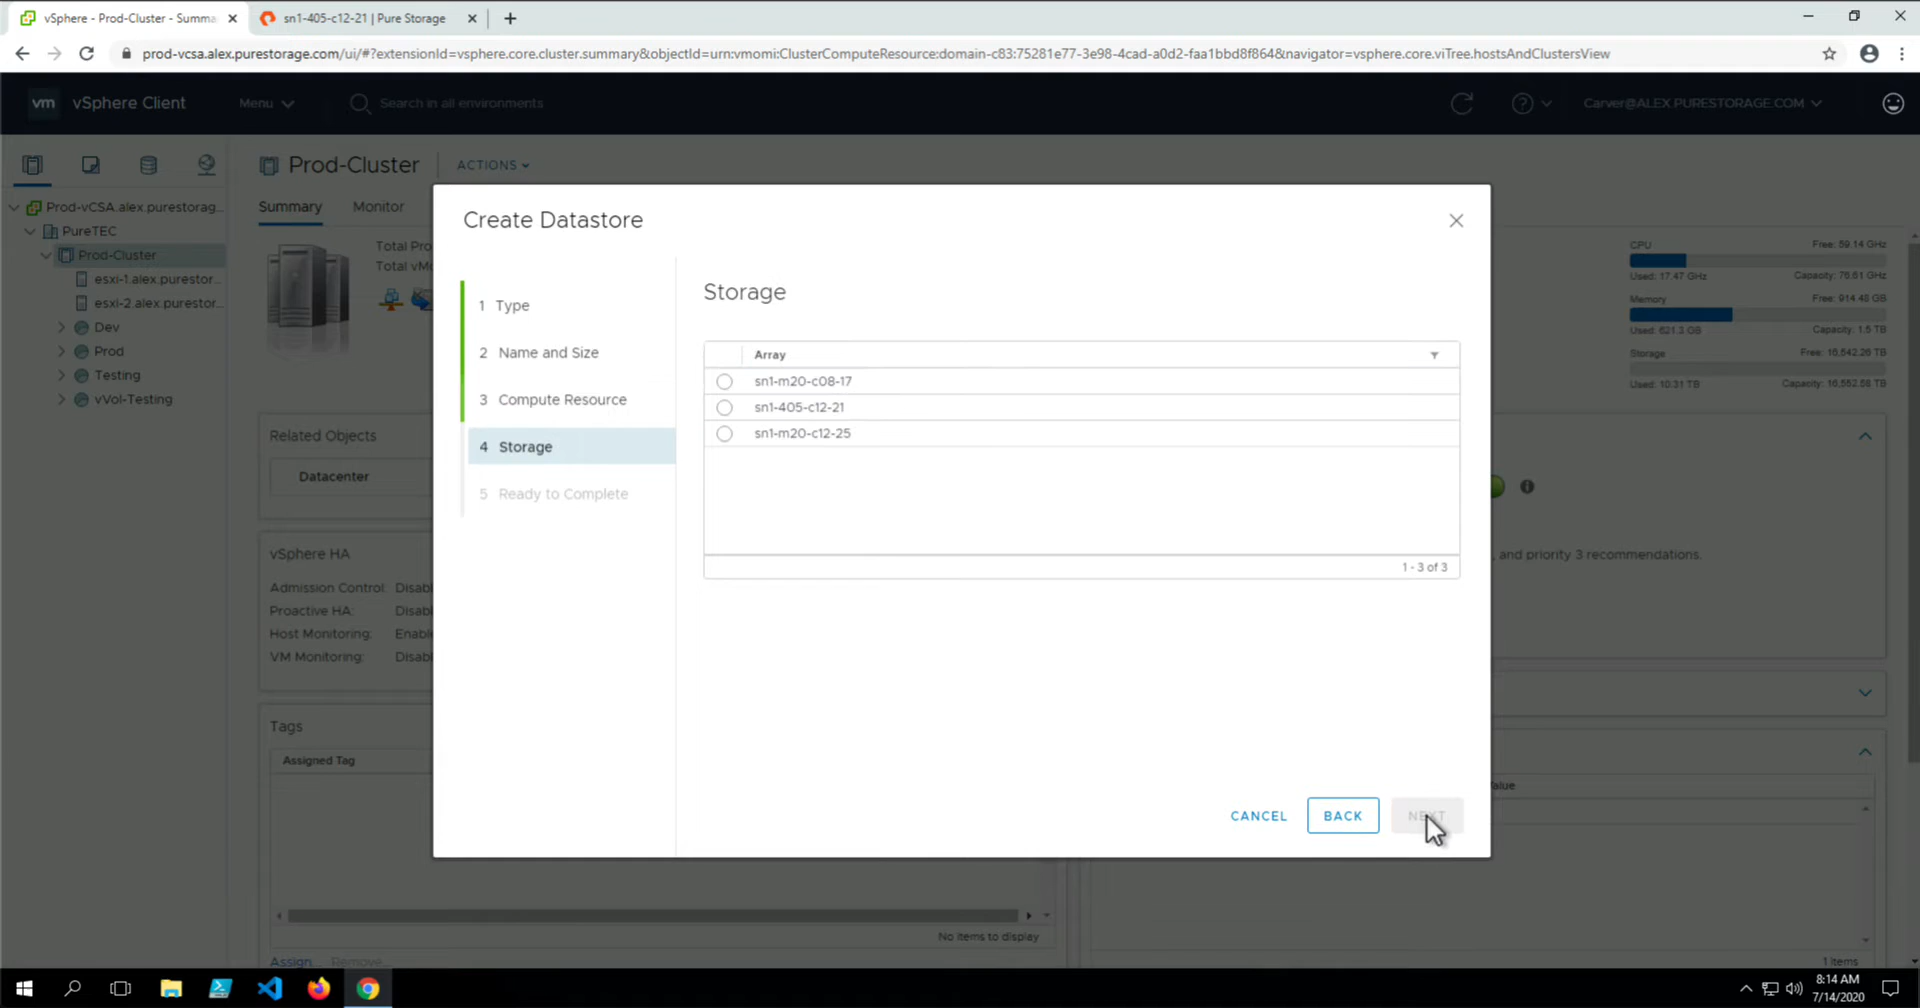 vSphere - Prod-Cluster - Summa
sn1-405-c12-21 | Pure Storage
prod-vcsa.alex.purestorage.com/ui/#?extensionId=vsphere.core.cluster.summary&objectId=urn:vmomi:ClusterComputeResource:domain-c83:75281e77-3e98-4cad-a0d2-faa1bbd8f864&navigator=vsphere.core.viTree.hostsAndClustersView
vm vSphere Client
Menu
Search in all environments
Carver@ALEX.PURESTORAGE.COM
Prod-vCSA.alex.purestorag...
PureTEC
Prod-Cluster
esxi-1.alex.purestor...
esxi-2.alex.purestor...
Dev
Prod
Testing
vVol-Testing
Prod-Cluster
ACTIONS
Summary
Monitor
Total Pro
Total vMo
CPU
Free: 59.14 GHz
Used: 17.47 GHz
Capacity: 76.61 GHz
Memory
Free: 914.48 GB
Used: 621.3 GB
Capacity: 1.5 TB
Storage
Free: 16,542.26 TB
Used: 10.31 TB
Capacity: 16,552.58 TB
Related Objects
Datacenter
vSphere HA
Admission Control: Disabl
Proactive HA: Disabl
Host Monitoring: Enable
VM Monitoring: Disabl
Tags
Assigned Tag
No items to display
Assign...
Remove...
, and priority 3 recommendations.
alue
1 items
Create Datastore
1 Type
2 Name and Size
3 Compute Resource
4 Storage
5 Ready to Complete
Storage
Array
sn1-m20-c08-17
sn1-405-c12-21
sn1-m20-c12-25
1 - 3 of 3
CANCEL
BACK
NEXT
8:14 AM
7/14/2020